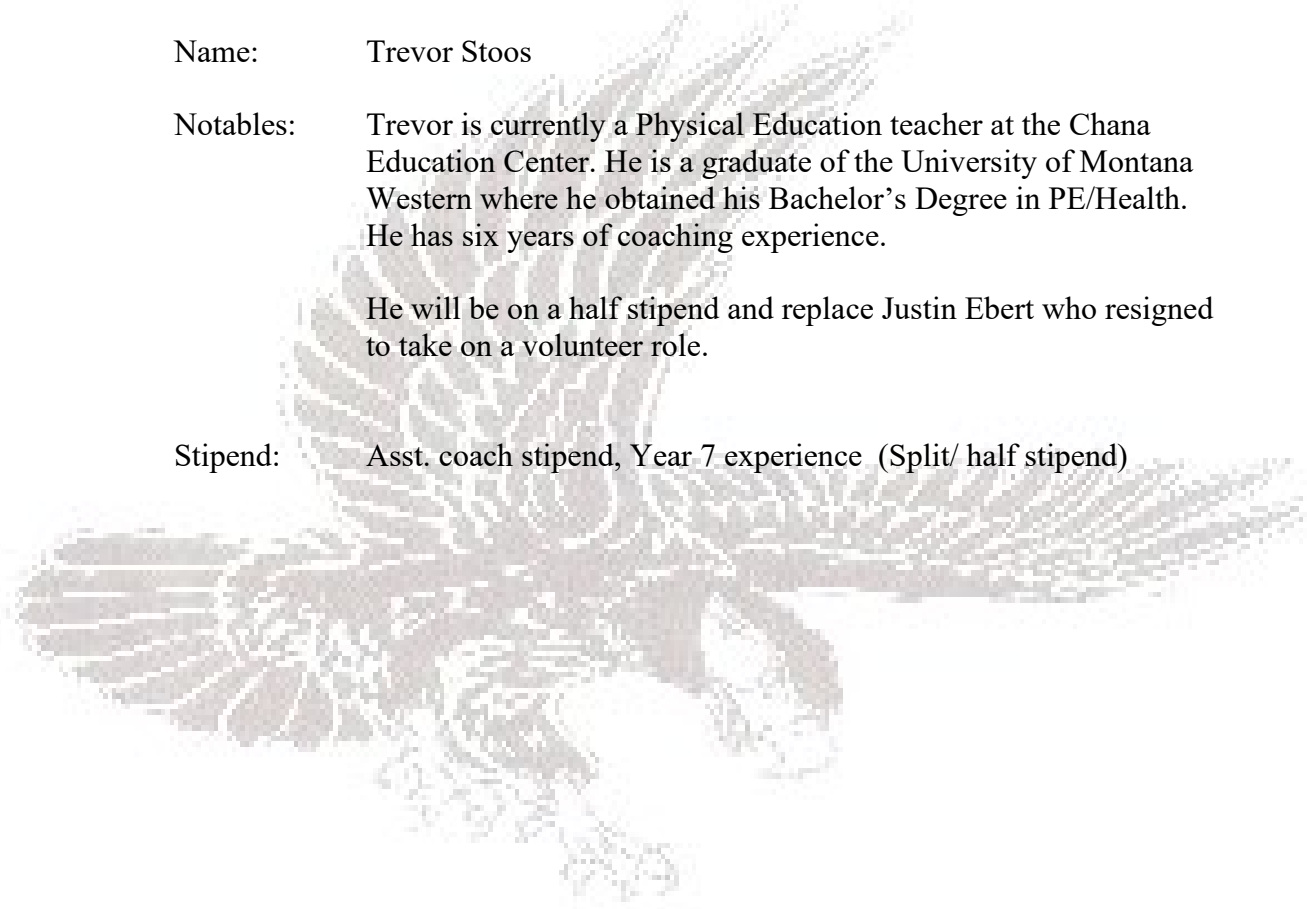 Name: Trevor Stoos
Notables: Trevor is currently a Physical Education teacher at the Chana
Education Center. He is a graduate of the University of Montana
Western where he obtained his Bachelor’s Degree in PE/Health.
He has six years of coaching experience.
He will be on a half stipend and replace Justin Ebert who resigned
to take on a volunteer role.
Stipend: Asst. coach stipend, Year 7 experience  (Split/ half stipend)